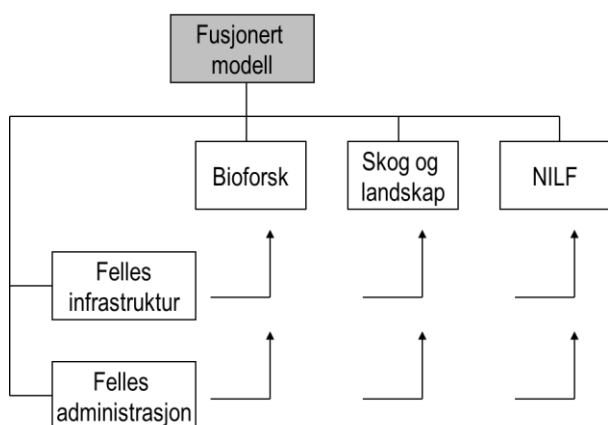 Fusjonert
modell
Bioforsk
Skog og
landskap
NILF
Felles
infrastruktur
Felles
administrasjon